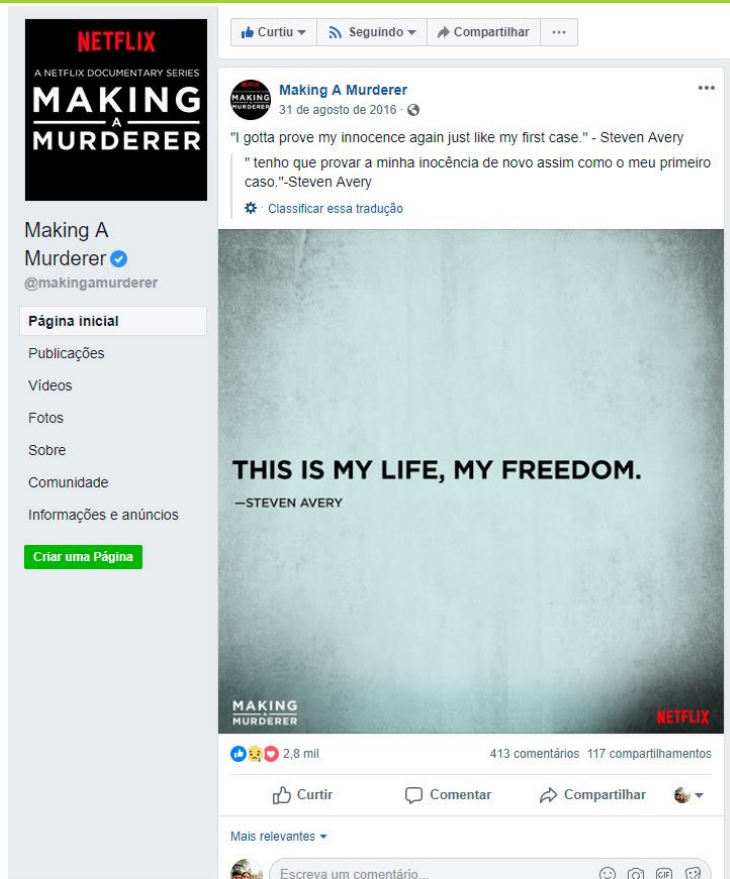 NETFLIX
A NETFLIX DOCUMENTARY SERIES
MAKING
A
MURDERER
Making A
Murderer
@makingamurderer
Página inicial
Publicações
Vídeos
Fotos
Sobre
Comunidade
Informações e anúncios
Criar uma Página
Curtiu Seguindo Compartilhar ...
Making A Murderer
31 de agosto de 2016 ·
"I gotta prove my innocence again just like my first case." - Steven Avery
" tenho que provar a minha inocência de novo assim como o meu primeiro
caso."-Steven Avery
· Classificar essa tradução
THIS IS MY LIFE, MY FREEDOM.
—STEVEN AVERY
MAKING
A
MURDERER
NETFLIX
2,8 mil 413 comentários 117 compartilhamentos
Curtir Comentar Compartilhar
Mais relevantes
Escreva um comentário... GIF